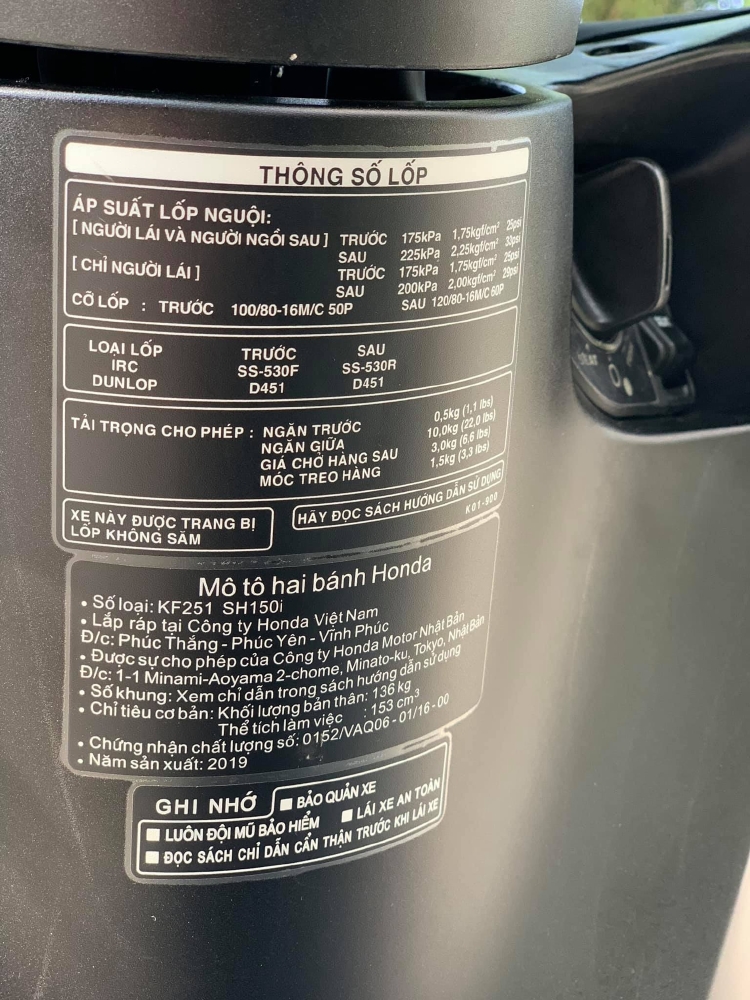 THÔNG SỐ LỐP
ÁP SUẤT LỐP NGUỘI:
[ NGƯỜI LÁI VÀ NGƯỜI NGỒI SAU ] TRƯỚC 175kPa 1,75kgf/cm² 25psi
SAU 225kPa 2,25kgf/cm² 33psi
[ CHỈ NGƯỜI LÁI ] TRƯỚC 175kPa 1,75kgf/cm² 25psi
SAU 200kPa 2,00kgf/cm² 29psi
CỠ LỐP : TRƯỚC 100/80-16M/C 50P SAU 120/80-16M/C 60P
LOẠI LỐP TRƯỚC SAU
IRC SS-530F SS-530R
DUNLOP D451 D451
TẢI TRỌNG CHO PHÉP : NGĂN TRƯỚC 0,5kg (1,1 lbs)
NGĂN GIỮA 10,0kg (22,0 lbs)
GIÁ CHỞ HÀNG SAU 3,0kg (6,6 lbs)
MÓC TREO HÀNG 1,5kg (3,3 lbs)
XE NÀY ĐƯỢC TRANG BỊ
LỐP KHÔNG SĂM
HÃY ĐỌC SÁCH HƯỚNG DẪN SỬ DỤNG
K01-900
Mô tô hai bánh Honda
• Số loại: KF251 SH150i
• Lắp ráp tại Công ty Honda Việt Nam
Đ/c: Phúc Thắng - Phúc Yên - Vĩnh Phúc
• Được sự cho phép của Công ty Honda Motor Nhật Bản
Đ/c: 1-1 Minami-Aoyama 2-chome, Minato-ku, Tokyo, Nhật Bản
• Số khung: Xem chỉ dẫn trong sách hướng dẫn sử dụng
• Chỉ tiêu cơ bản: Khối lượng bản thân: 136 kg
Thể tích làm việc : 153 cm³
• Chứng nhận chất lượng số: 0152/VAQ06 - 01/16 - 00
• Năm sản xuất: 2019
GHI NHỚ ■ BẢO QUẢN XE
■ LUÔN ĐỘI MŨ BẢO HIỂM ■ LÁI XE AN TOÀN
■ ĐỌC SÁCH CHỈ DẪN CẨN THẬN TRƯỚC KHI LÁI XE